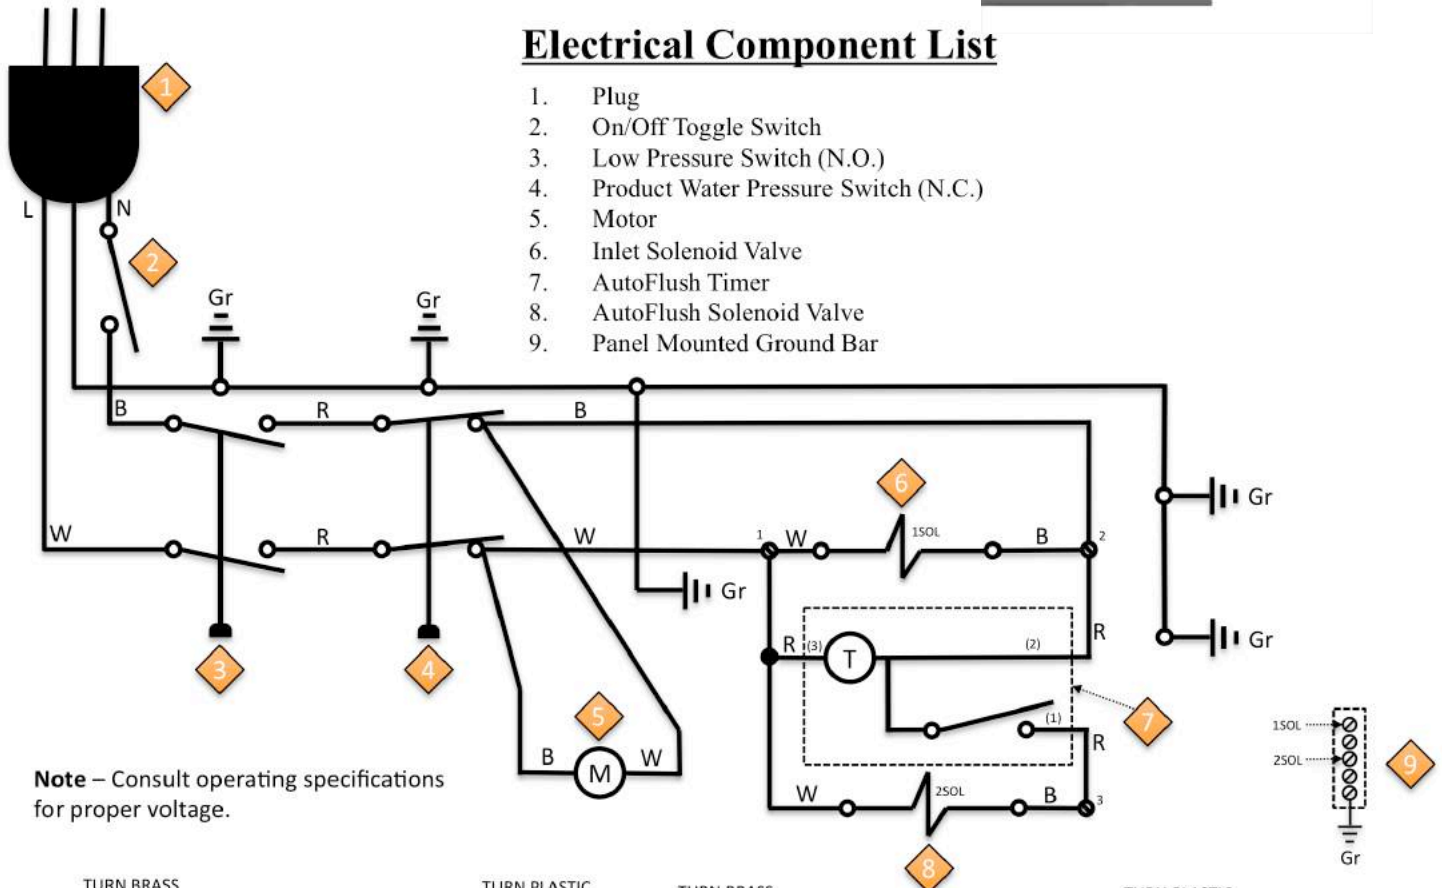 Electrical Component List
1. Plug
2. On/Off Toggle Switch
3. Low Pressure Switch (N.O.)
4. Product Water Pressure Switch (N.C.)
5. Motor
6. Inlet Solenoid Valve
7. AutoFlush Timer
8. AutoFlush Solenoid Valve
9. Panel Mounted Ground Bar
1
L
N
2
Gr
Gr
B
R
B
6
Gr
W
R
W
1
W
1SOL
B
2
Gr
R
(3)
T
(2)
R
Gr
3
4
5
(1)
7
R
1SOL
2SOL
9
B
M
W
W
2SOL
B
3
Gr
8
Note – Consult operating specifications
for proper voltage.
TURN BRASS
TURN PLASTIC
TURN BRASS